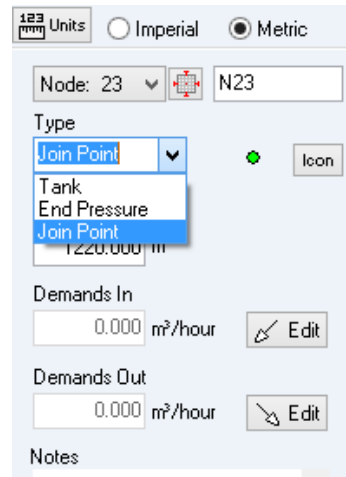 123 Units Imperial Metric
Node: 23 N23
Type
Join Point Icon
Tank
End Pressure
Join Point
1220.000 m
Demands In
0.000 m³/hour Edit
Demands Out
0.000 m³/hour Edit
Notes